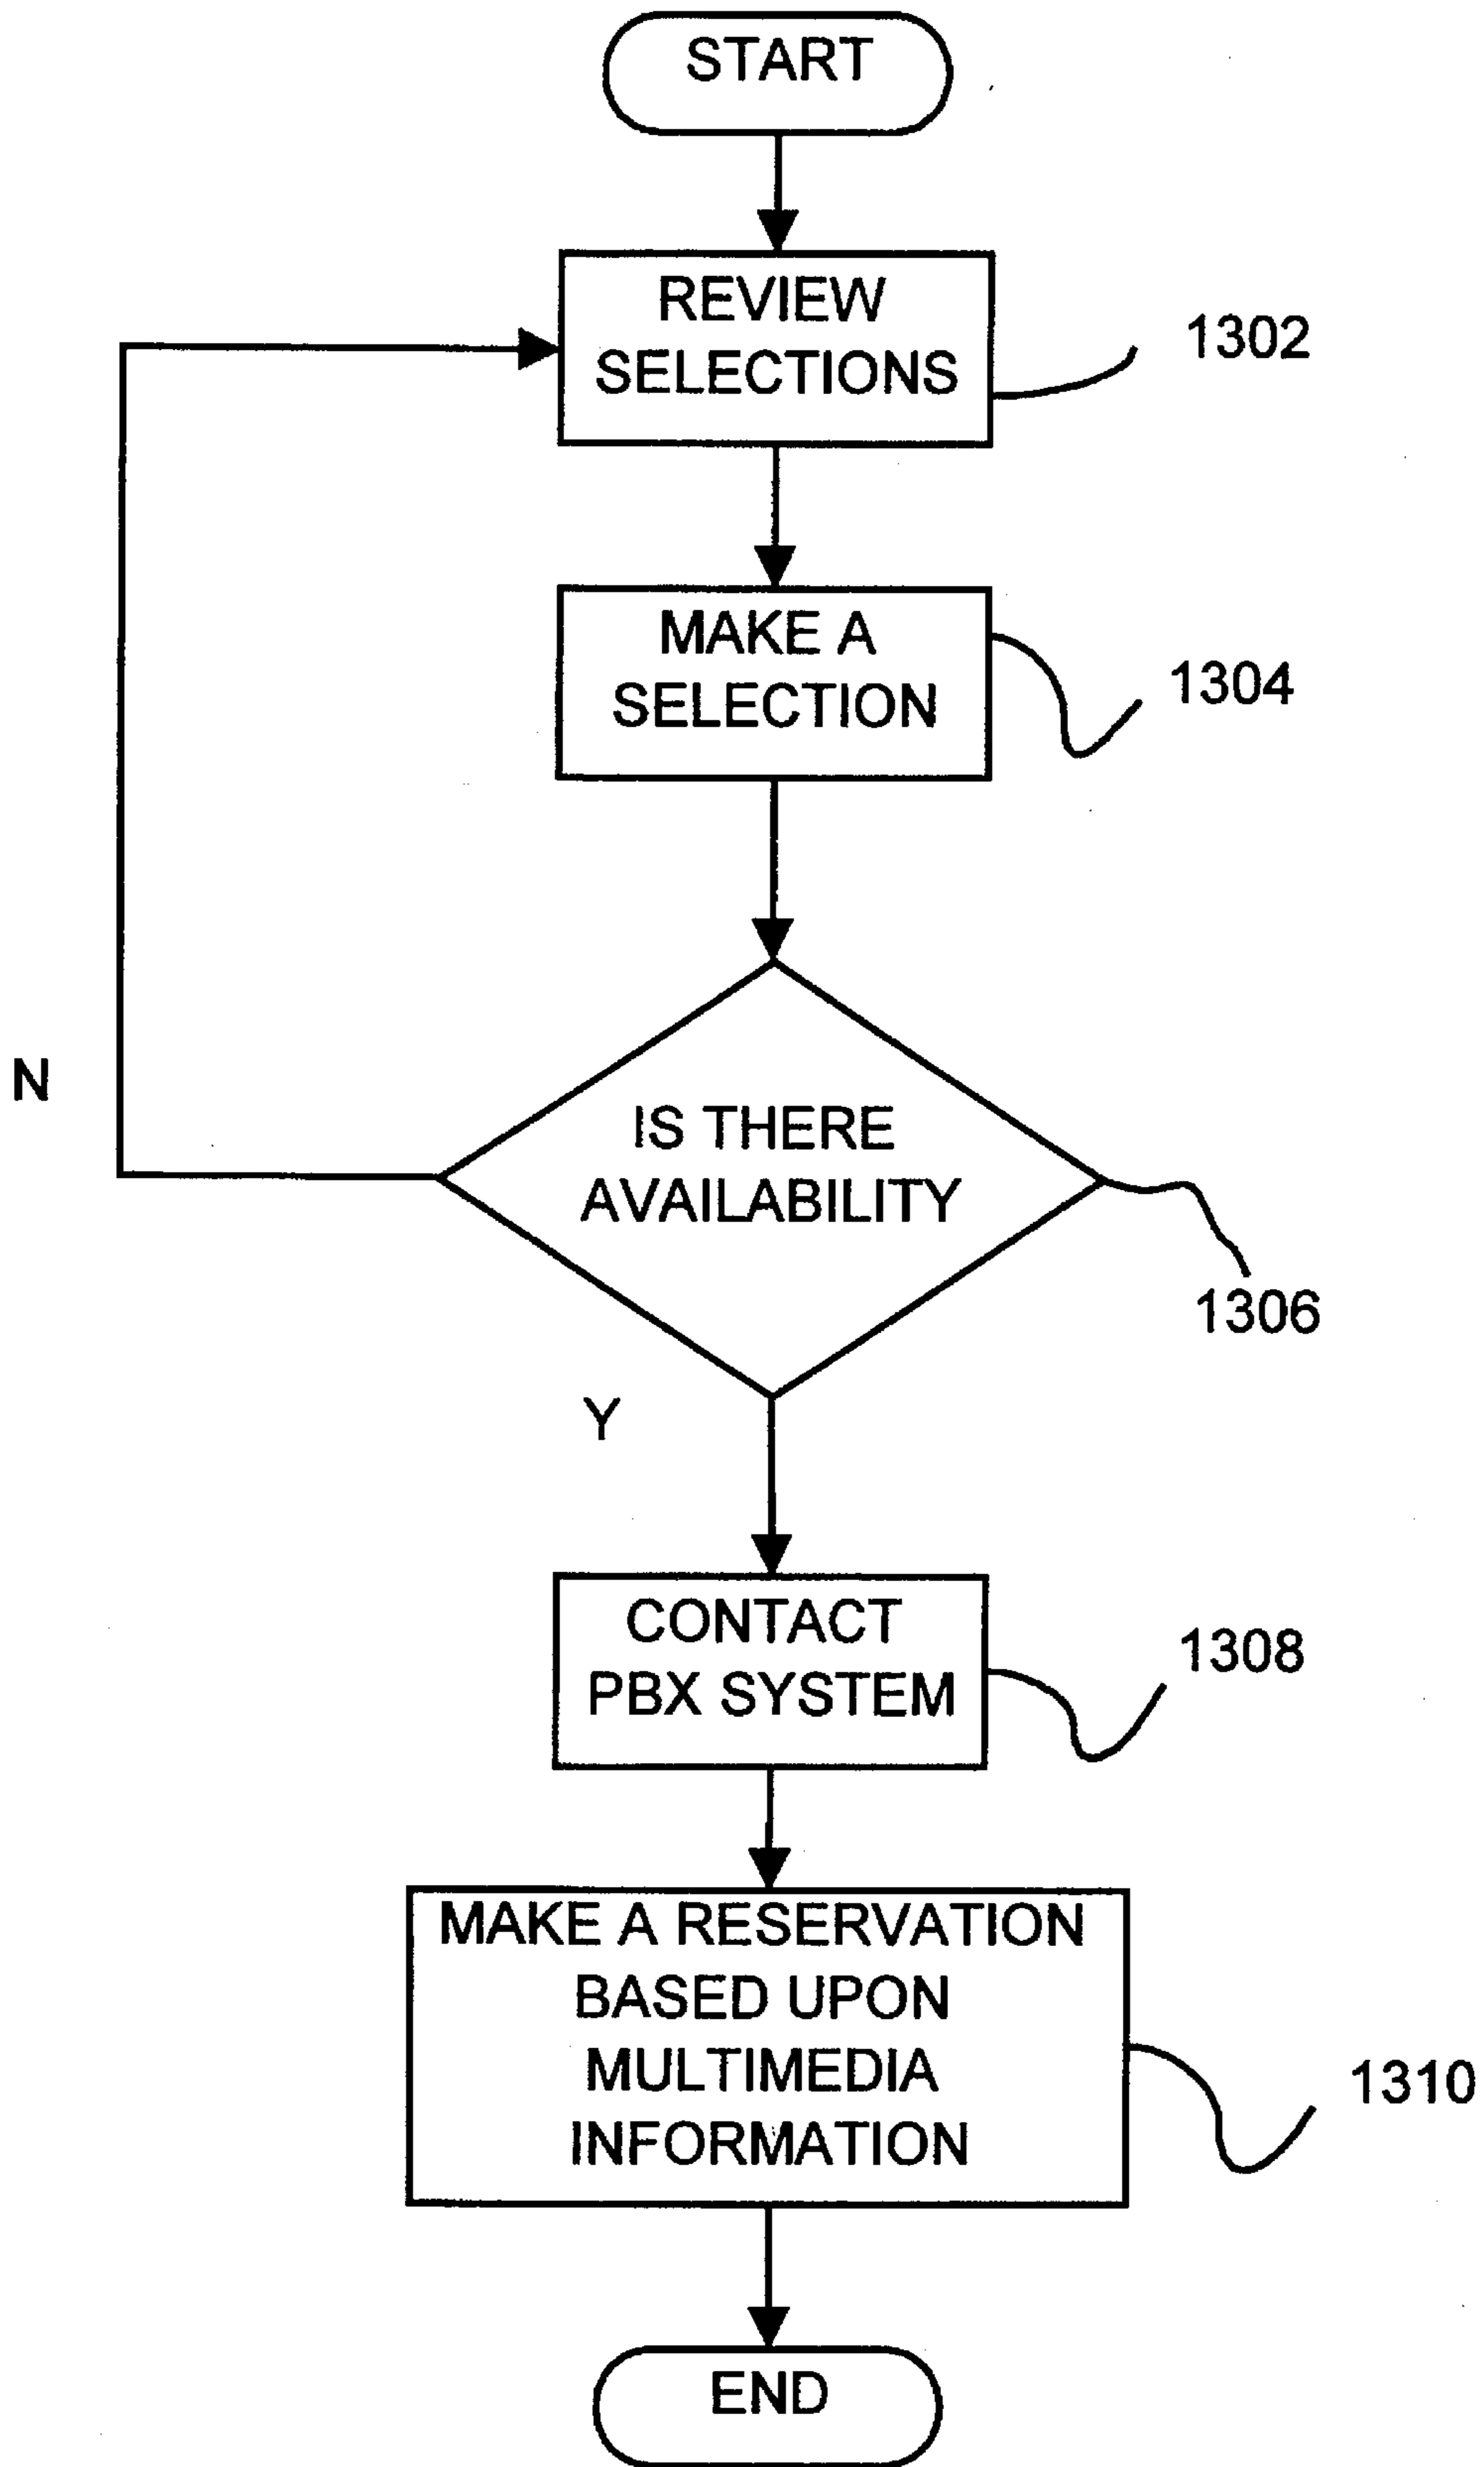 START
REVIEW
SELECTIONS
1302
MAKE A
SELECTION
1304
N
IS THERE
AVAILABILITY
1306
Y
CONTACT
PBX SYSTEM
1308
MAKE A RESERVATION
BASED UPON
MULTIMEDIA
INFORMATION
1310
END